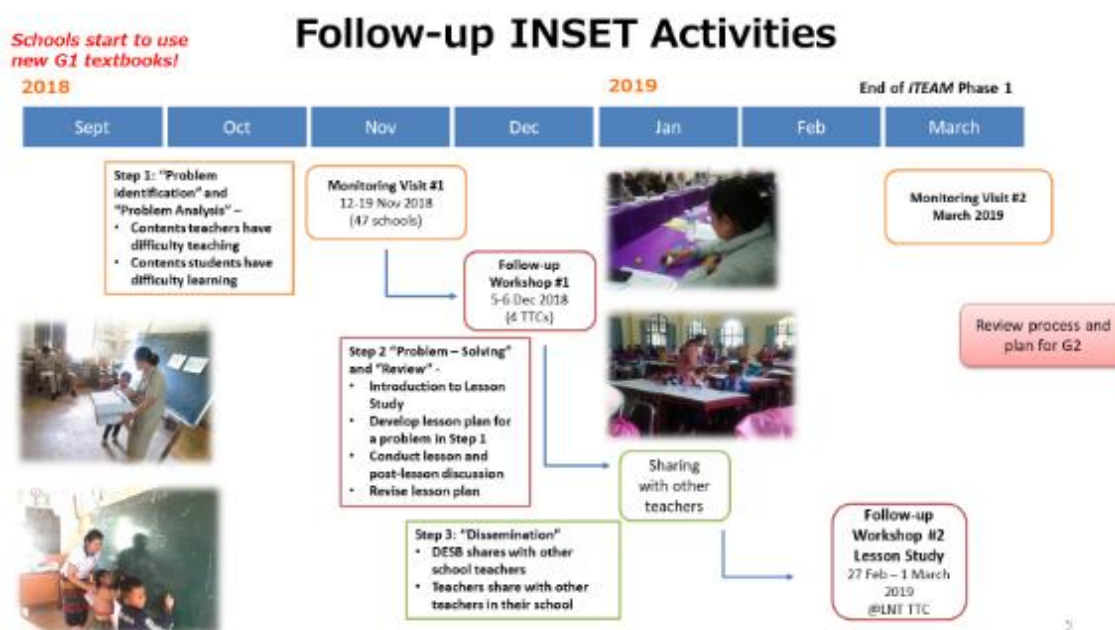 Follow-up INSET Activities
Schools start to use
new G1 textbooks!
2018
2019
End of iTEAM Phase 1
Sept
Oct
Nov
Dec
Jan
Feb
March
Step 1: “Problem
Identification” and
“Problem Analysis” –
• Contents teachers have
difficulty teaching
• Contents students have
difficulty learning
Monitoring Visit #1
12-19 Nov 2018
(47 schools)
Follow-up
Workshop #1
5-6 Dec 2018
(4 TTCs)
Step 2 “Problem – Solving”
and “Review” -
• Introduction to Lesson
Study
• Develop lesson plan for
a problem in Step 1
• Conduct lesson and
post-lesson discussion
• Revise lesson plan
Sharing
with other
teachers
Step 3: “Dissemination”
• DESB shares with other
school teachers
• Teachers share with other
teachers in their school
Follow-up
Workshop #2
Lesson Study
27 Feb – 1 March
2019
@LNT TTC
Monitoring Visit #2
March 2019
Review process and
plan for G2
5